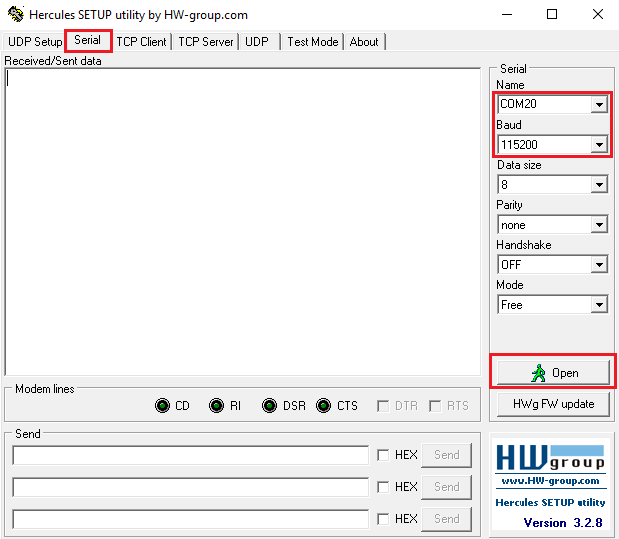 Hercules SETUP utility by HW-group.com
UDP Setup Serial TCP Client TCP Server UDP Test Mode About
Received/Sent data
Serial
Name
COM20
Baud
115200
Data size
8
Parity
none
Handshake
OFF
Mode
Free
Open
HWg FW update
Modem lines
CD RI DSR CTS DTR RTS
Send
HEX Send
HEX Send
HEX Send
HW group
www.HW-group.com
Hercules SETUP utility
Version 3.2.8